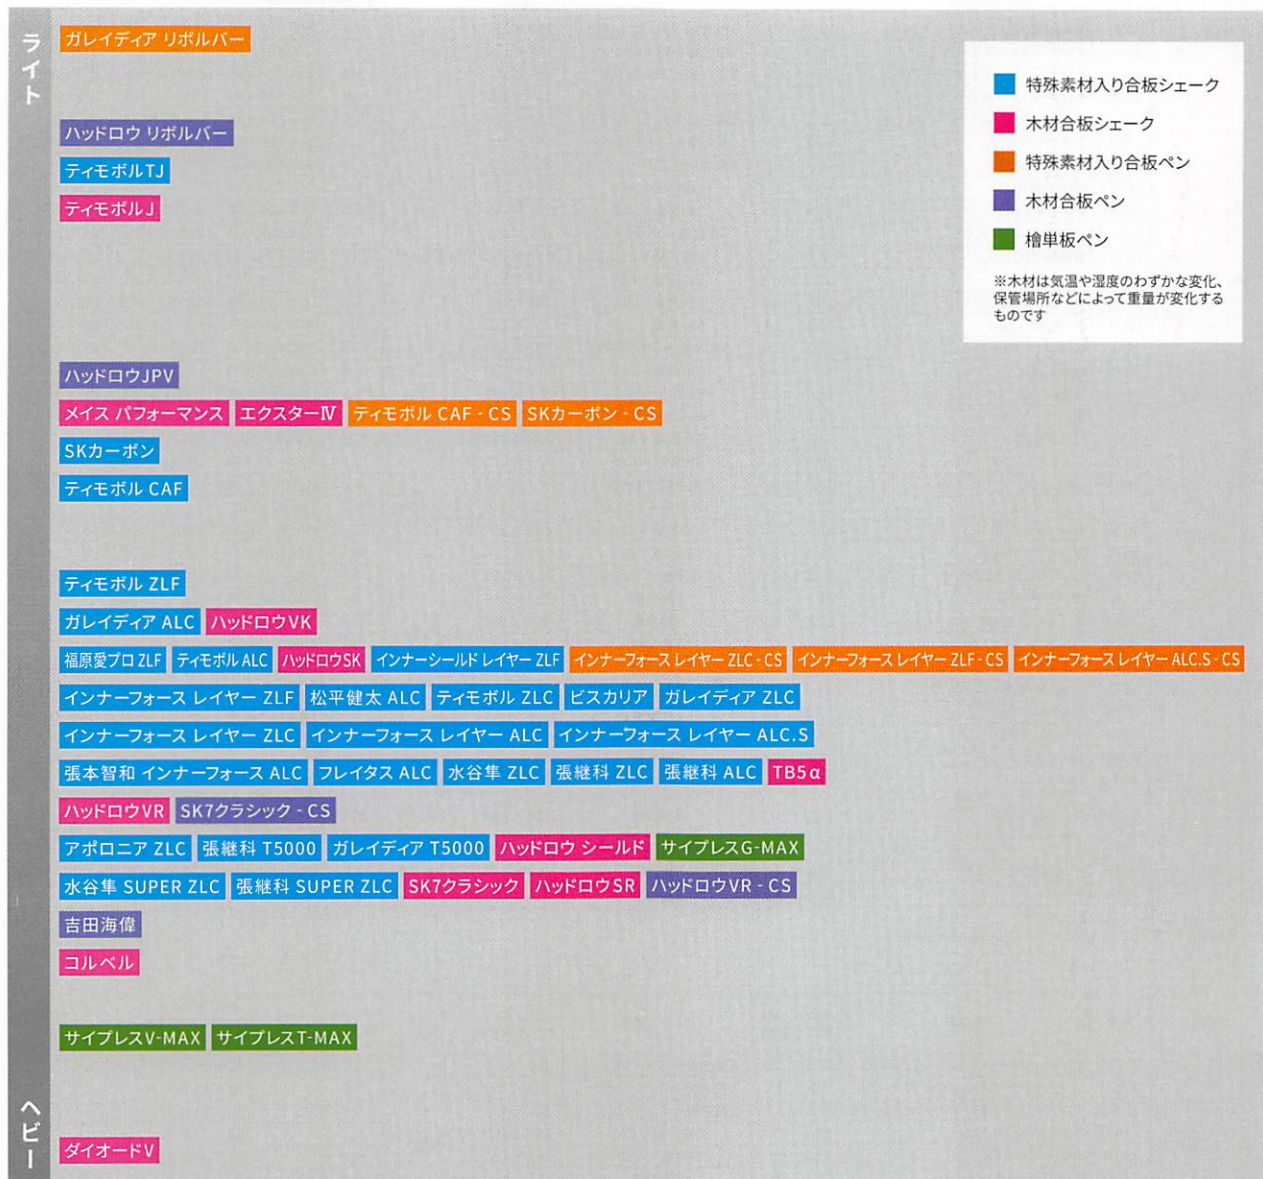 ライト
ガレイディア リボルバー
特殊素材入り合板シェーク
木材合板シェーク
特殊素材入り合板ペン
木材合板ペン
檜単板ペン
※木材は気温や湿度のわずかな変化、
保管場所などによって重量が変化する
ものです
ハッドロウ リボルバー
ティモボルTJ
ティモボルJ
ハッドロウJPV
メイス パフォーマンス エクスターⅣ ティモボル CAF - CS SKカーボン - CS
SKカーボン
ティモボル CAF
ティモボル ZLF
ガレイディア ALC ハッドロウVK
福原愛プロ ZLF ティモボル ALC ハッドロウSK インナーシールド レイヤー ZLF インナーフォース レイヤー ZLC - CS インナーフォース レイヤー ZLF - CS インナーフォース レイヤー ALC.S - CS
インナーフォース レイヤー ZLF 松平健太 ALC ティモボル ZLC ビスカリア ガレイディア ZLC
インナーフォース レイヤー ZLC インナーフォース レイヤー ALC インナーフォース レイヤー ALC.S
張本智和 インナーフォース ALC フレイタス ALC 水谷隼 ZLC 張継科 ZLC 張継科 ALC TB5α
ハッドロウVR SK7クラシック - CS
アポロニア ZLC 張継科 T5000 ガレイディア T5000 ハッドロウ シールド サイプレスG-MAX
水谷隼 SUPER ZLC 張継科 SUPER ZLC SK7クラシック ハッドロウSR ハッドロウVR - CS
吉田海偉
コルベル
サイプレスV-MAX サイプレスT-MAX
ヘビー
ダイオードV